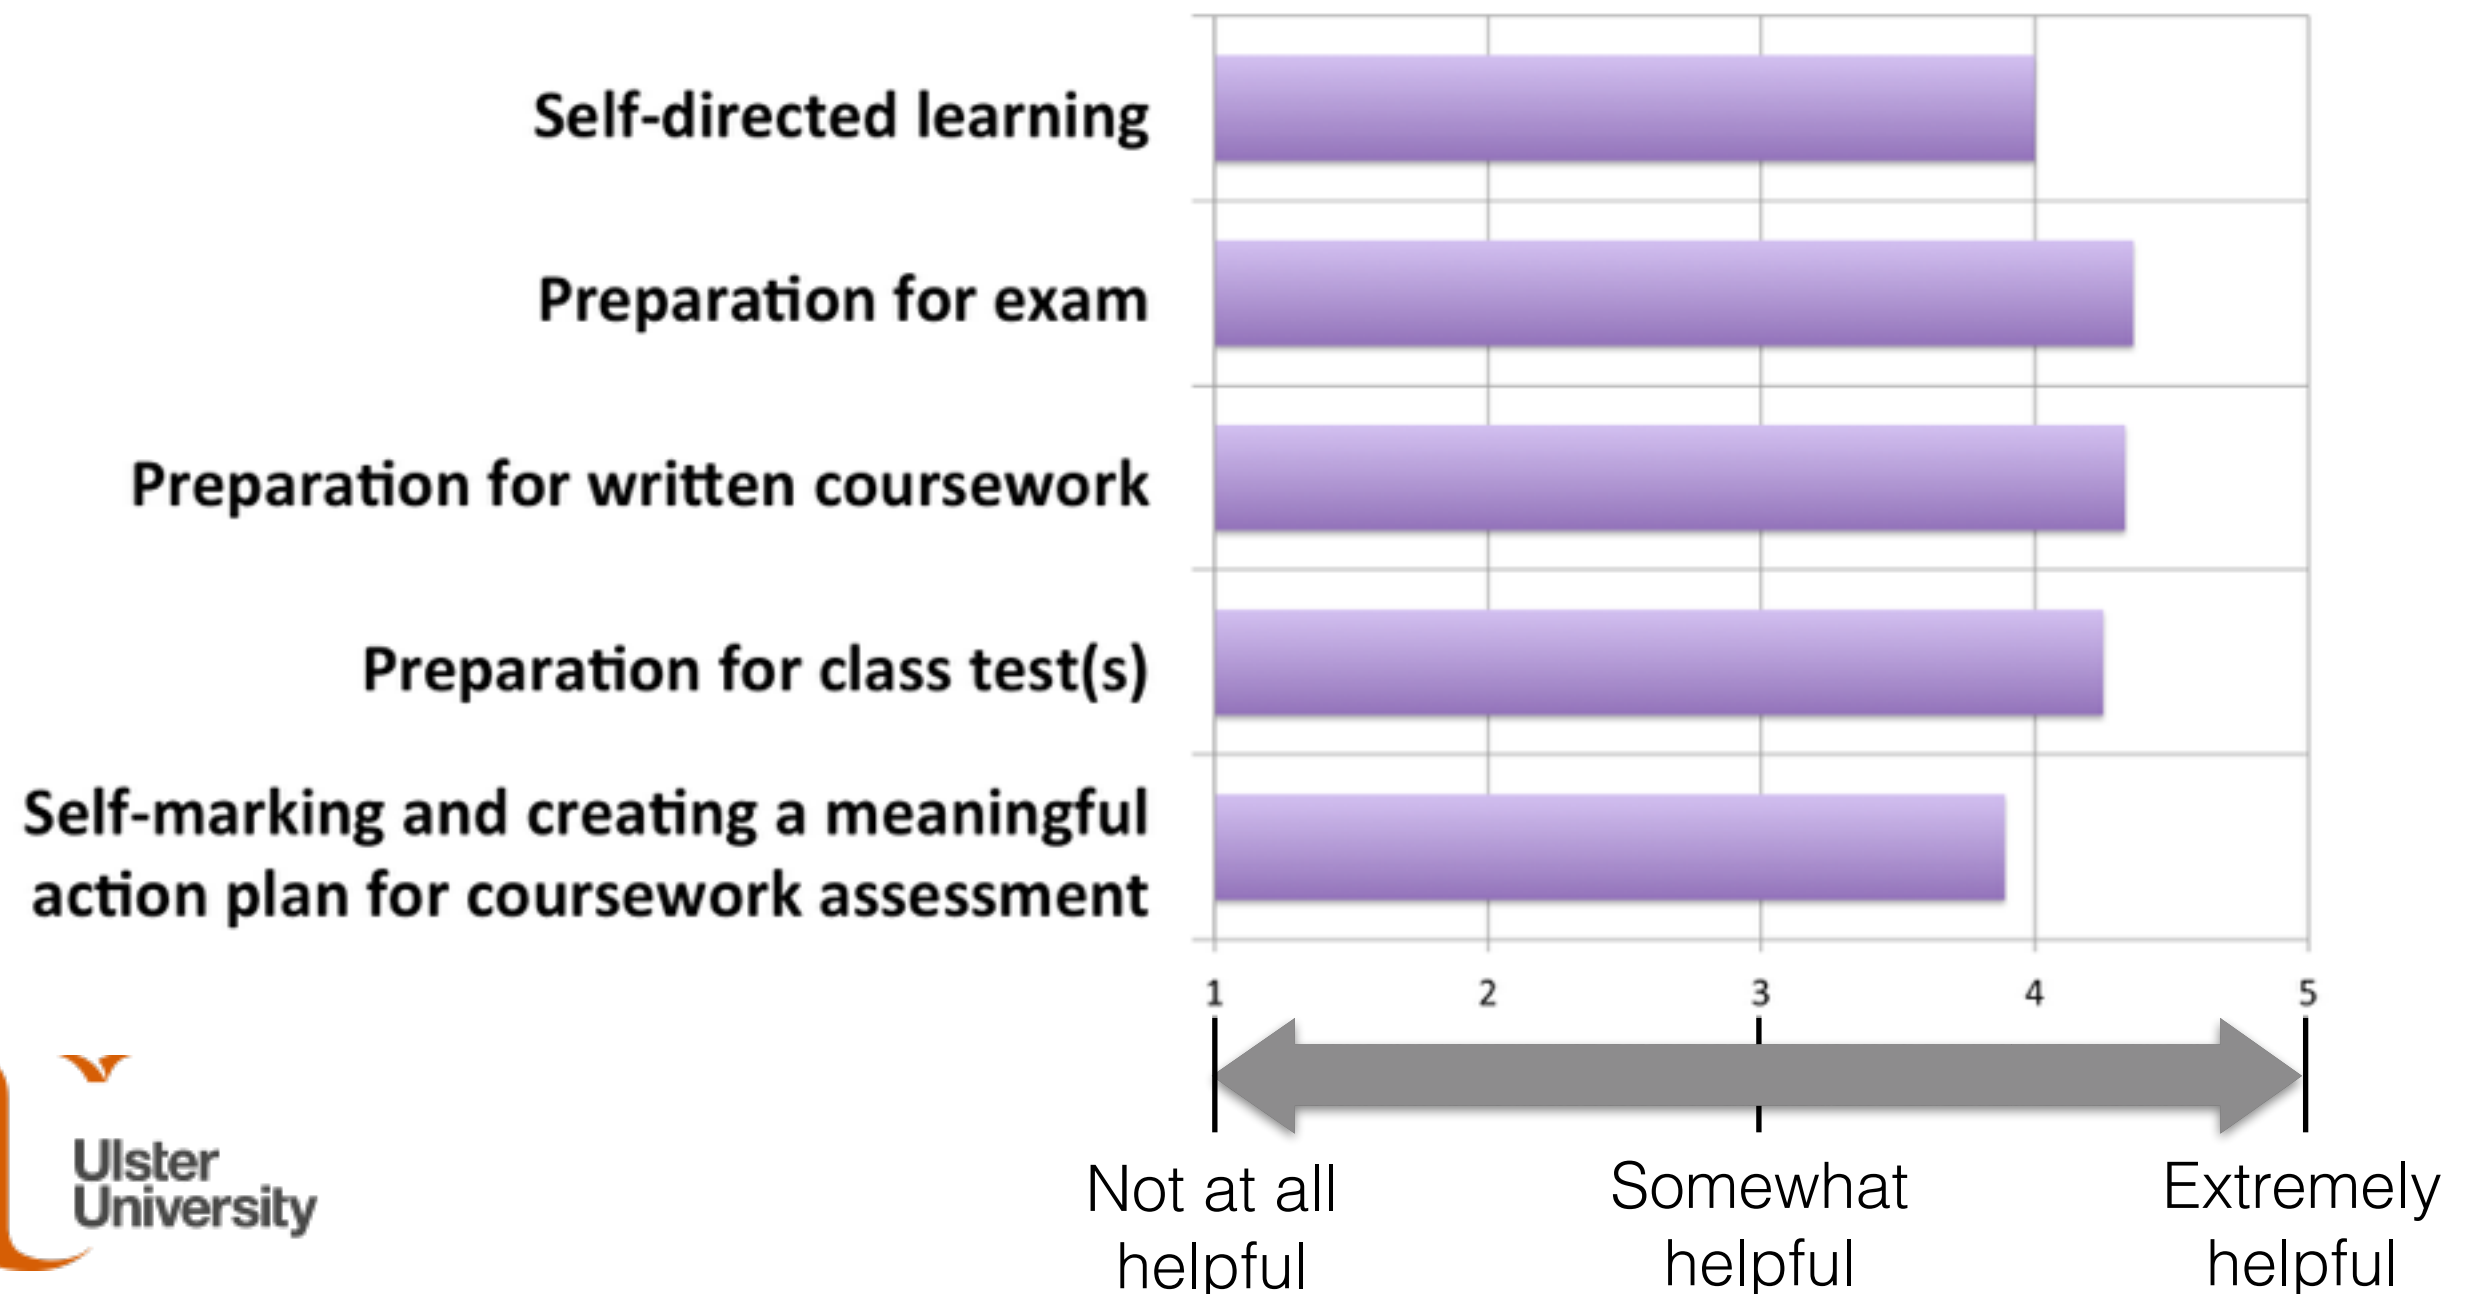 Self-directed learning
Preparation for exam
Preparation for written coursework
Preparation for class test(s)
Self-marking and creating a meaningful
action plan for coursework assessment
1 2 3 4 5
Not at all
helpful
Somewhat
helpful
Extremely
helpful
Ulster
University